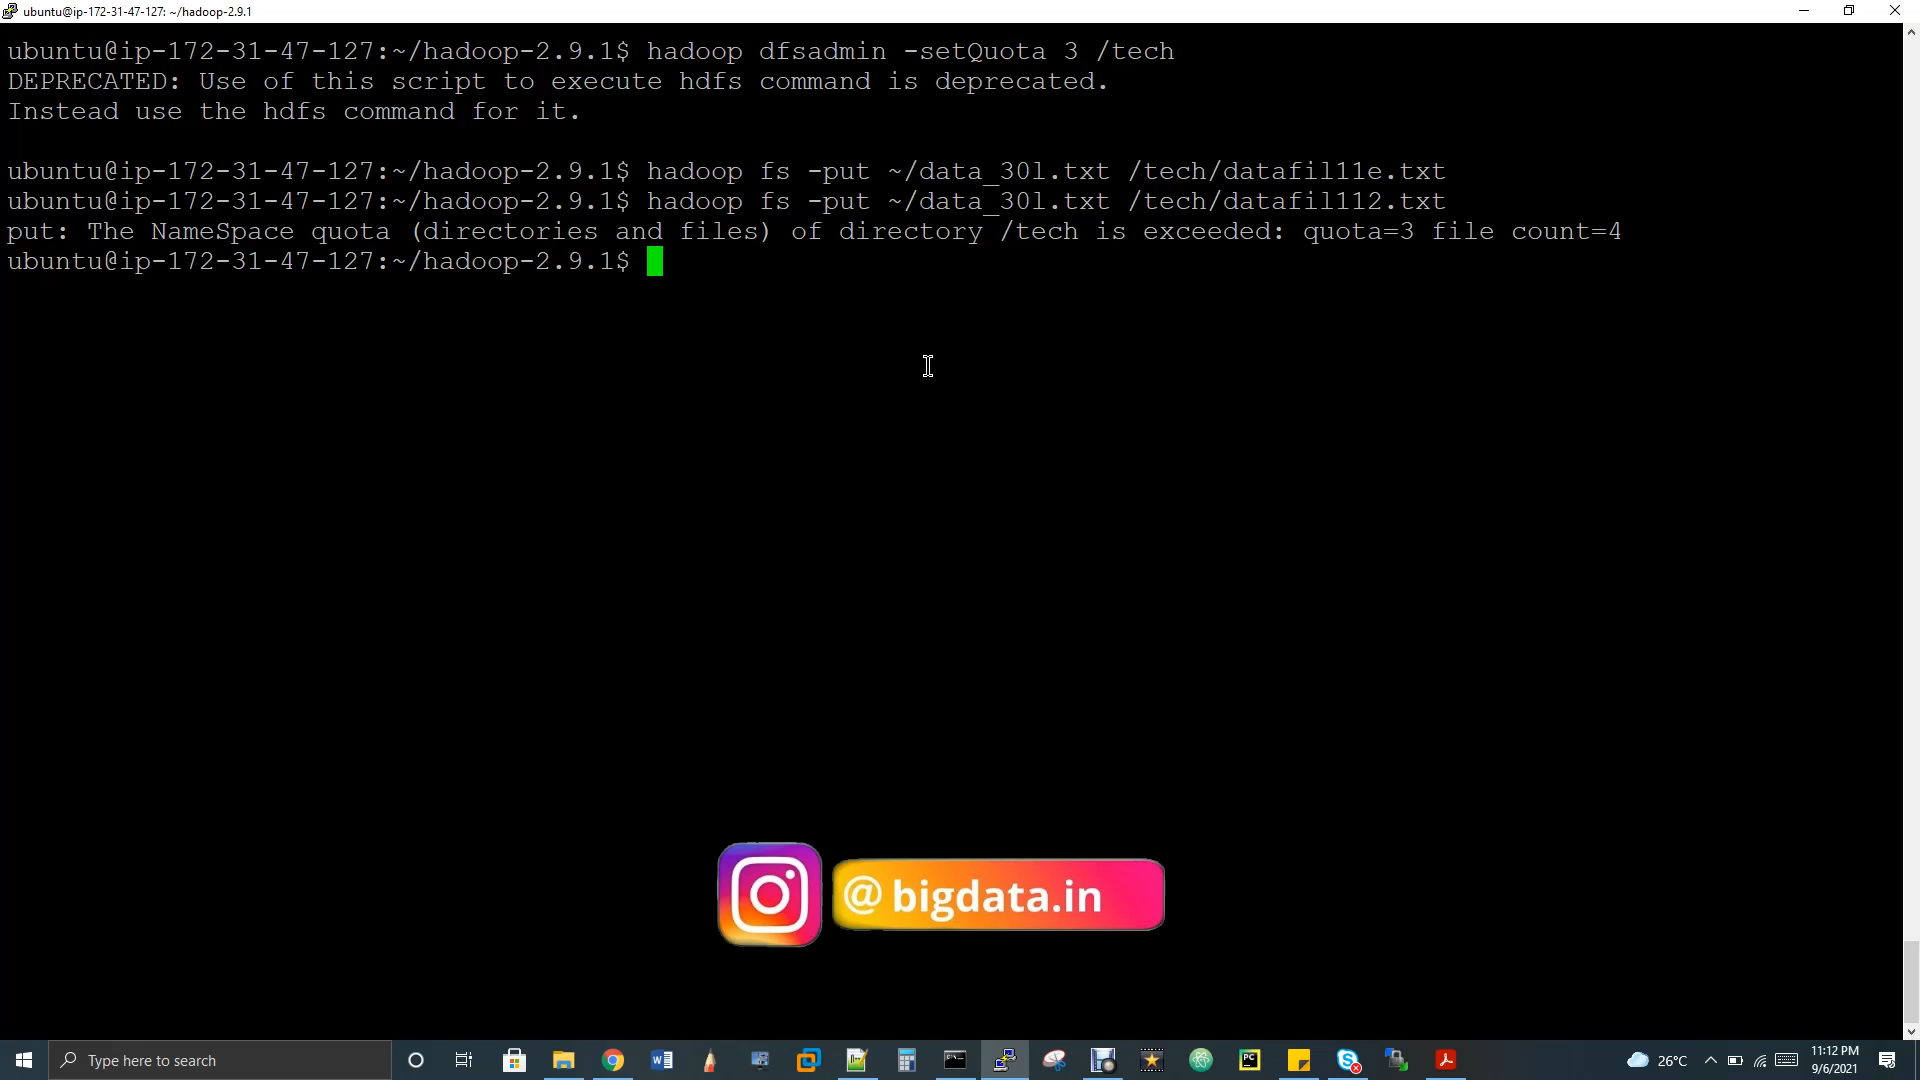 ubuntu@ip-172-31-47-127: ~/hadoop-2.9.1
ubuntu@ip-172-31-47-127:~/hadoop-2.9.1$ hadoop dfsadmin -setQuota 3 /tech
DEPRECATED: Use of this script to execute hdfs command is deprecated.
Instead use the hdfs command for it.
ubuntu@ip-172-31-47-127:~/hadoop-2.9.1$ hadoop fs -put ~/data_30l.txt /tech/datafil11e.txt
ubuntu@ip-172-31-47-127:~/hadoop-2.9.1$ hadoop fs -put ~/data_30l.txt /tech/datafil112.txt
put: The NameSpace quota (directories and files) of directory /tech is exceeded: quota=3 file count=4
ubuntu@ip-172-31-47-127:~/hadoop-2.9.1$
@ bigdata.in
Type here to search
26°C
11:12 PM
9/6/2021